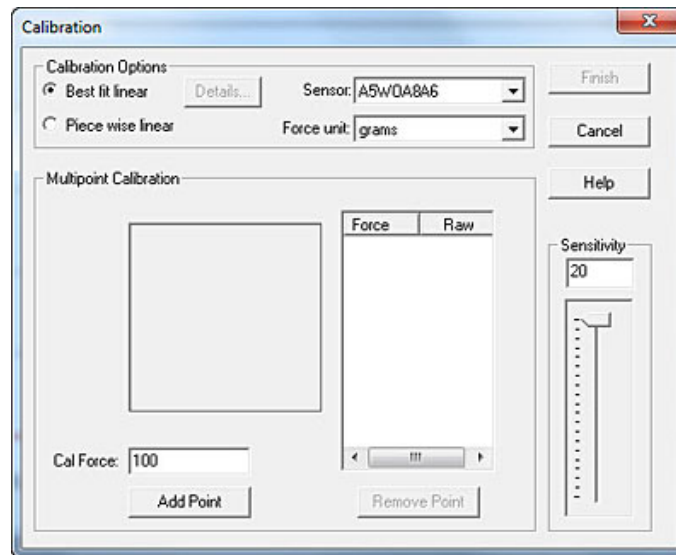 Calibration
Calibration Options
Best fit linear
Details...
Sensor: A5W0A8A6
Piece wise linear
Force unit: grams
Finish
Cancel
Help
Multipoint Calibration
Force Raw
Cal Force: 100
Add Point
Remove Point
Sensitivity
20